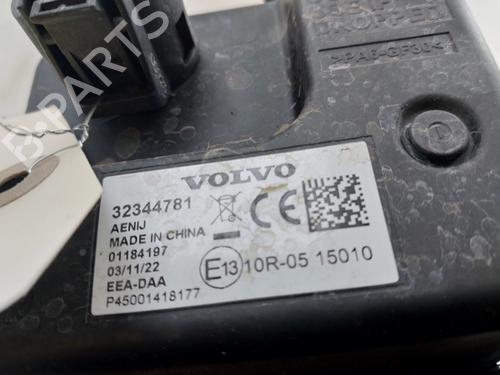 DROPPED
>PA6-GF30<
B-PARTS
VOLVO
32344781
AENIJ
MADE IN CHINA
01184197
03/11/22
EEA-DAA
P45001418177
CE
E13 10R-05 15010